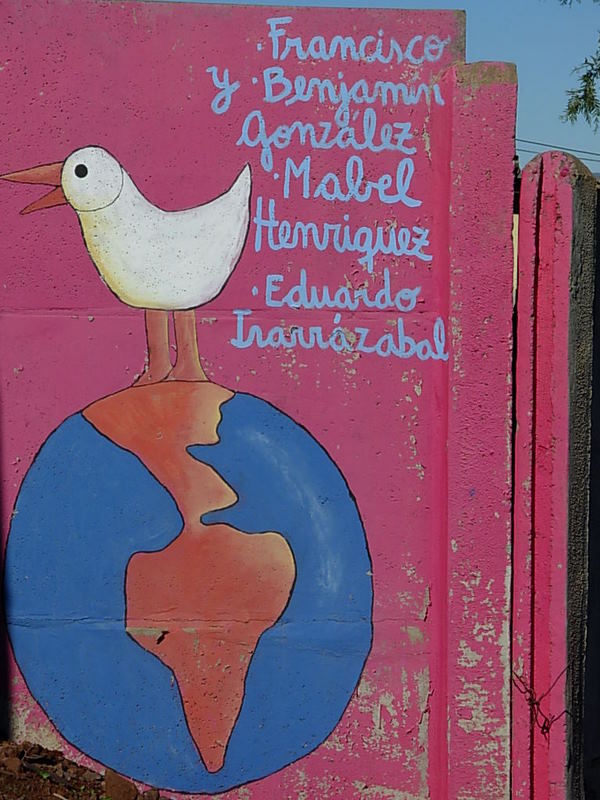 ·Francisco
y ·Benjamin
González
·Mabel
Henriquez
·Eduardo
Irarrázabal